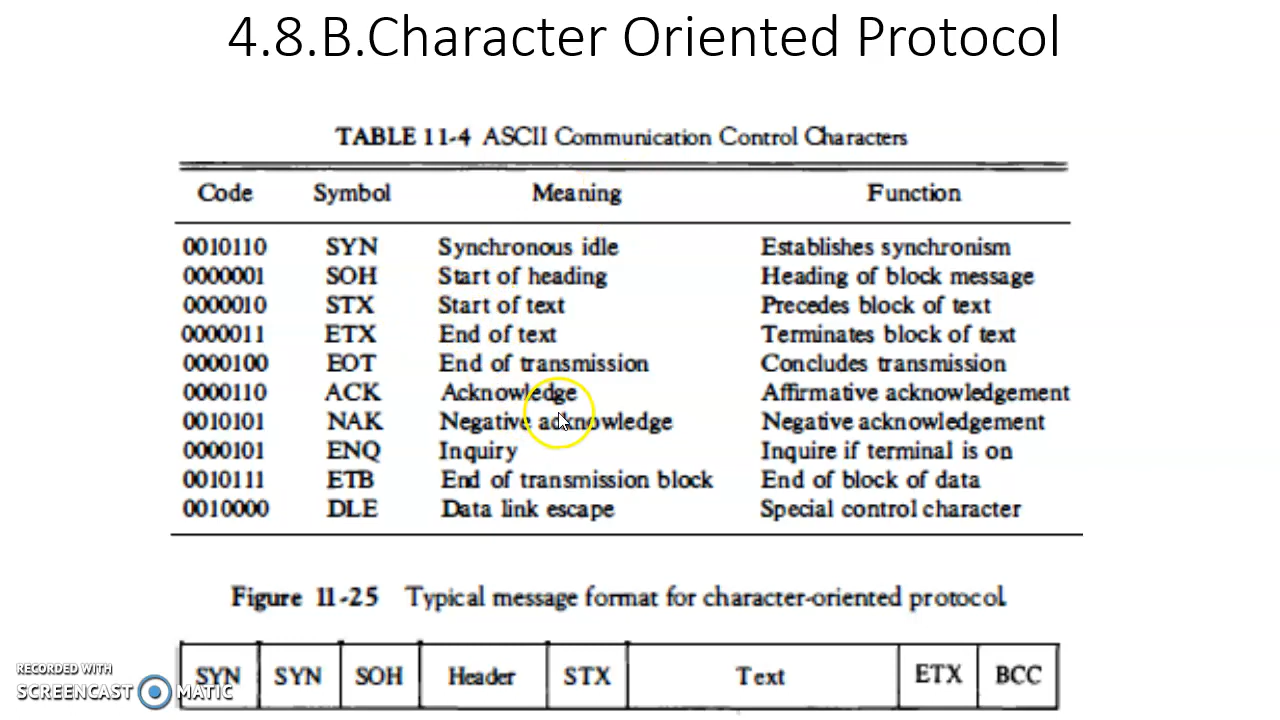 4.8.B.Character Oriented Protocol
TABLE 11-4 ASCII Communication Control Characters
Code Symbol Meaning Function
0010110 SYN Synchronous idle Establishes synchronism
0000001 SOH Start of heading Heading of block message
0000010 STX Start of text Precedes block of text
0000011 ETX End of text Terminates block of text
0000100 EOT End of transmission Concludes transmission
0000110 ACK Acknowledge Affirmative acknowledgement
0010101 NAK Negative acknowledge Negative acknowledgement
0000101 ENQ Inquiry Inquire if terminal is on
0010111 ETB End of transmission block End of block of data
0010000 DLE Data link escape Special control character
Figure 11-25 Typical message format for character-oriented protocol.
SYN SYN SOH Header STX Text ETX BCC
RECORDED WITH
SCREENCAST MATIC